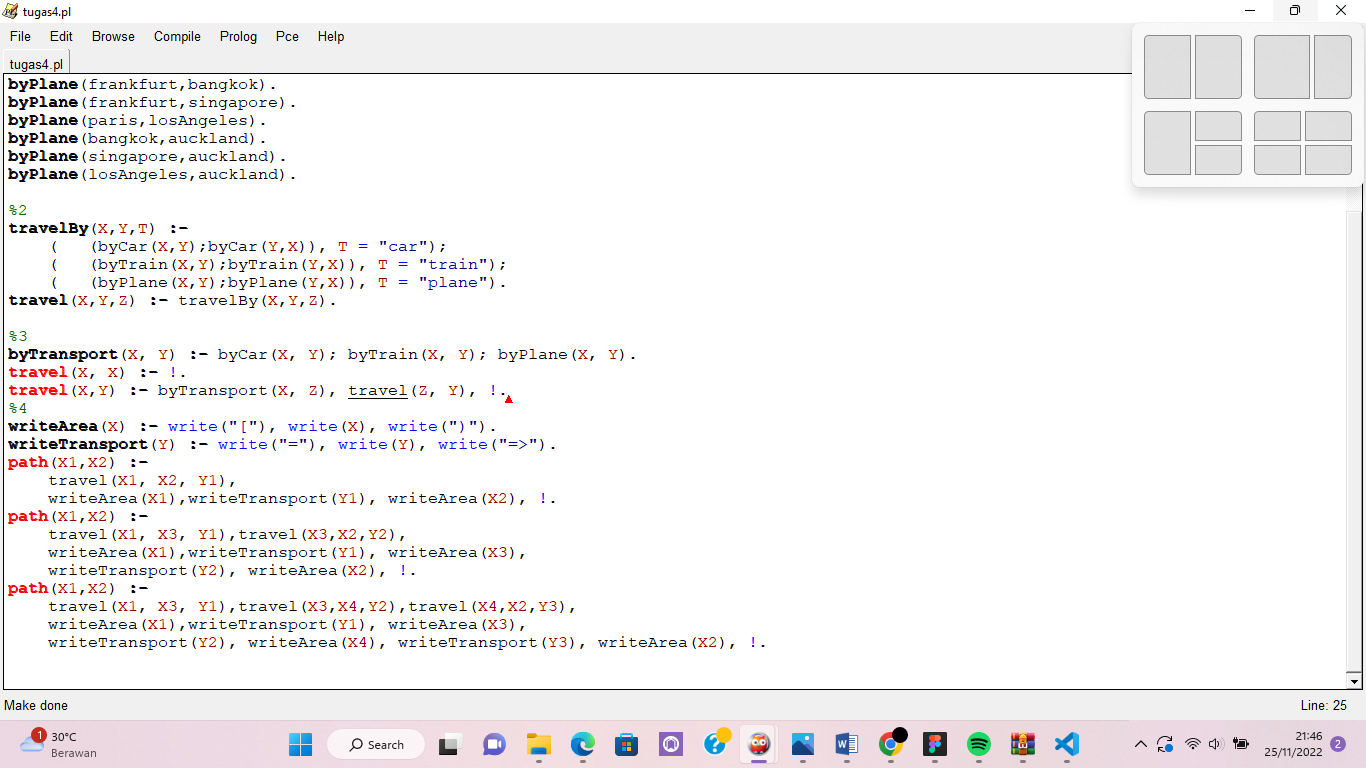 tugas4.pl
File Edit Browse Compile Prolog Pce Help
tugas4.pl
byPlane(frankfurt,bangkok).
byPlane(frankfurt,singapore).
byPlane(paris,losAngeles).
byPlane(bangkok,auckland).
byPlane(singapore,auckland).
byPlane(losAngeles,auckland).
%2
travelBy(X,Y,T) :-
    (   (byCar(X,Y);byCar(Y,X)), T = "car");
    (   (byTrain(X,Y);byTrain(Y,X)), T = "train");
    (   (byPlane(X,Y);byPlane(Y,X)), T = "plane").
travel(X,Y,Z) :- travelBy(X,Y,Z).
%3
byTransport(X, Y) :- byCar(X, Y); byTrain(X, Y); byPlane(X, Y).
travel(X, X) :- !.
travel(X,Y) :- byTransport(X, Z), travel(Z, Y), !.
%4
writeArea(X) :- write("["), write(X), write(")").
writeTransport(Y) :- write("="), write(Y), write("=>").
path(X1,X2) :-
    travel(X1, X2, Y1),
    writeArea(X1),writeTransport(Y1), writeArea(X2), !.
path(X1,X2) :-
    travel(X1, X3, Y1),travel(X3,X2,Y2),
    writeArea(X1),writeTransport(Y1), writeArea(X3),
    writeTransport(Y2), writeArea(X2), !.
path(X1,X2) :-
    travel(X1, X3, Y1),travel(X3,X4,Y2),travel(X4,X2,Y3),
    writeArea(X1),writeTransport(Y1), writeArea(X3),
    writeTransport(Y2), writeArea(X4), writeTransport(Y3), writeArea(X2), !.
Make done Line: 25
1 30°C
Berawan
Search
21:46
25/11/2022
2